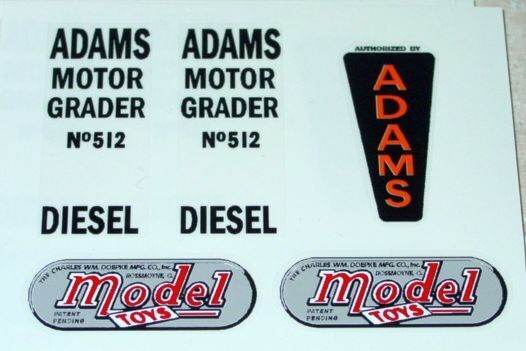 ADAMS
MOTOR
GRADER
Nº512
DIESEL
ADAMS
MOTOR
GRADER
Nº512
DIESEL
AUTHORIZED BY
ADAMS
THE CHARLES WM. DOEPKE MFG. CO., Inc.
ROSSMOYNE, O.
Model
TOYS
PATENT
PENDING
THE CHARLES WM. DOEPKE MFG. CO., Inc.
ROSSMOYNE, O.
Model
TOYS
PATENT
PENDING